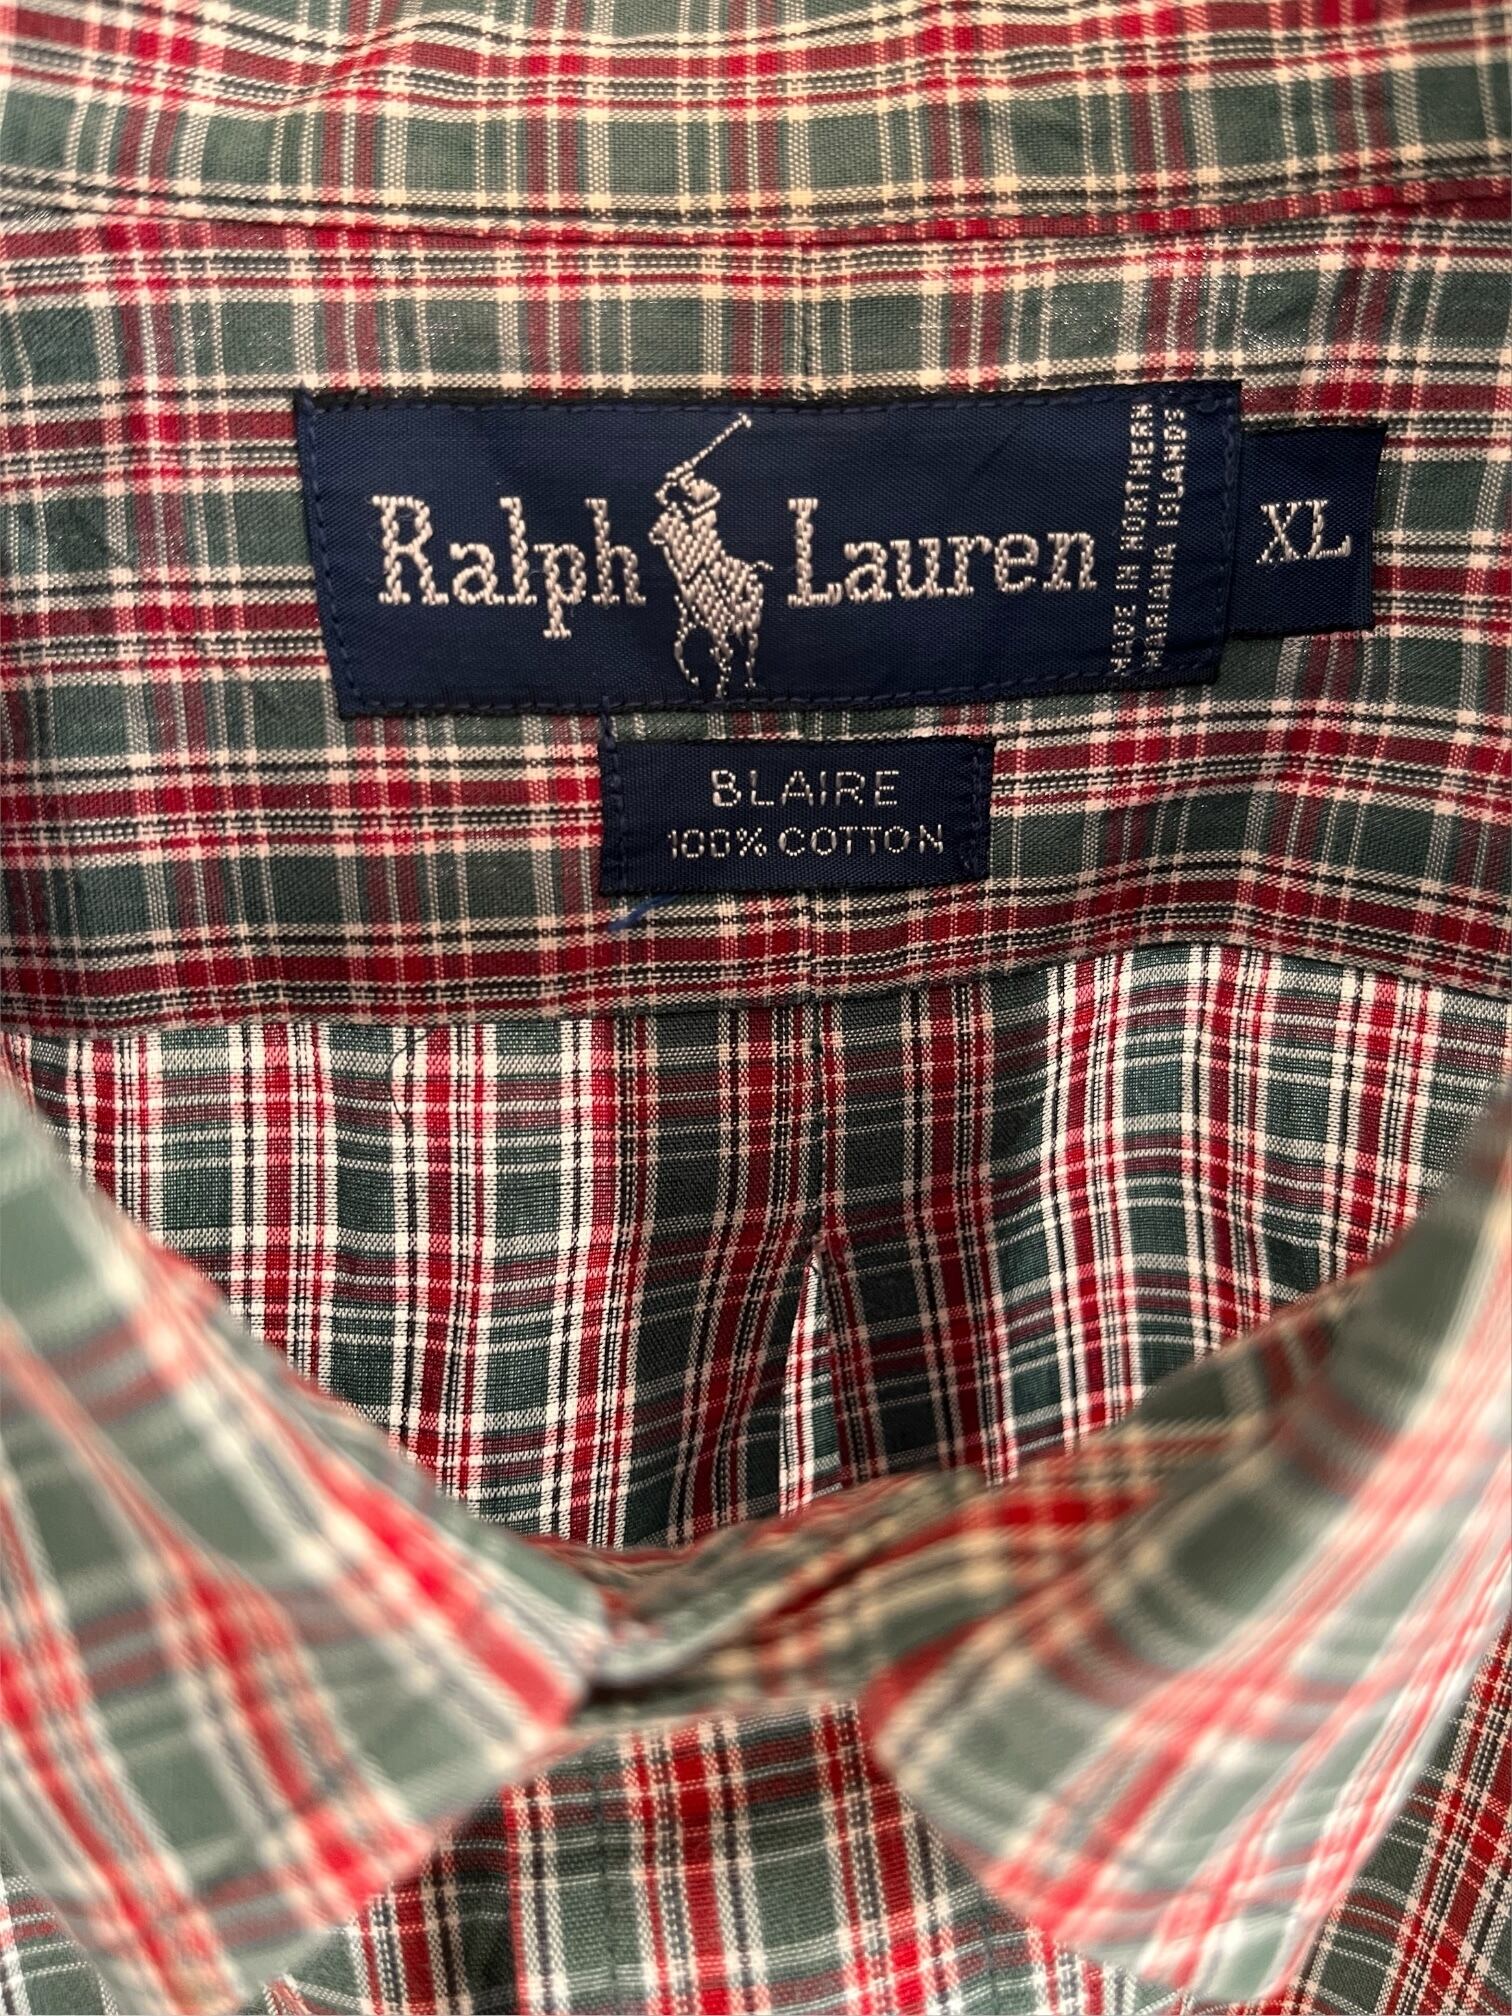 Ralph Lauren
MADE IN NORTHERN
MARIANA ISLANDS
XL
BLAIRE
100% COTTON